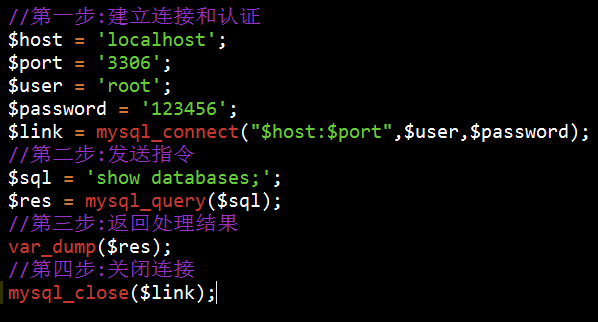 //第一步:建立连接和认证
$host = 'localhost';
$port = '3306';
$user = 'root';
$password = '123456';
$link = mysql_connect("$host:$port",$user,$password);
//第二步:发送指令
$sql = 'show databases;';
$res = mysql_query($sql);
//第三步:返回处理结果
var_dump($res);
//第四步:关闭连接
mysql_close($link);